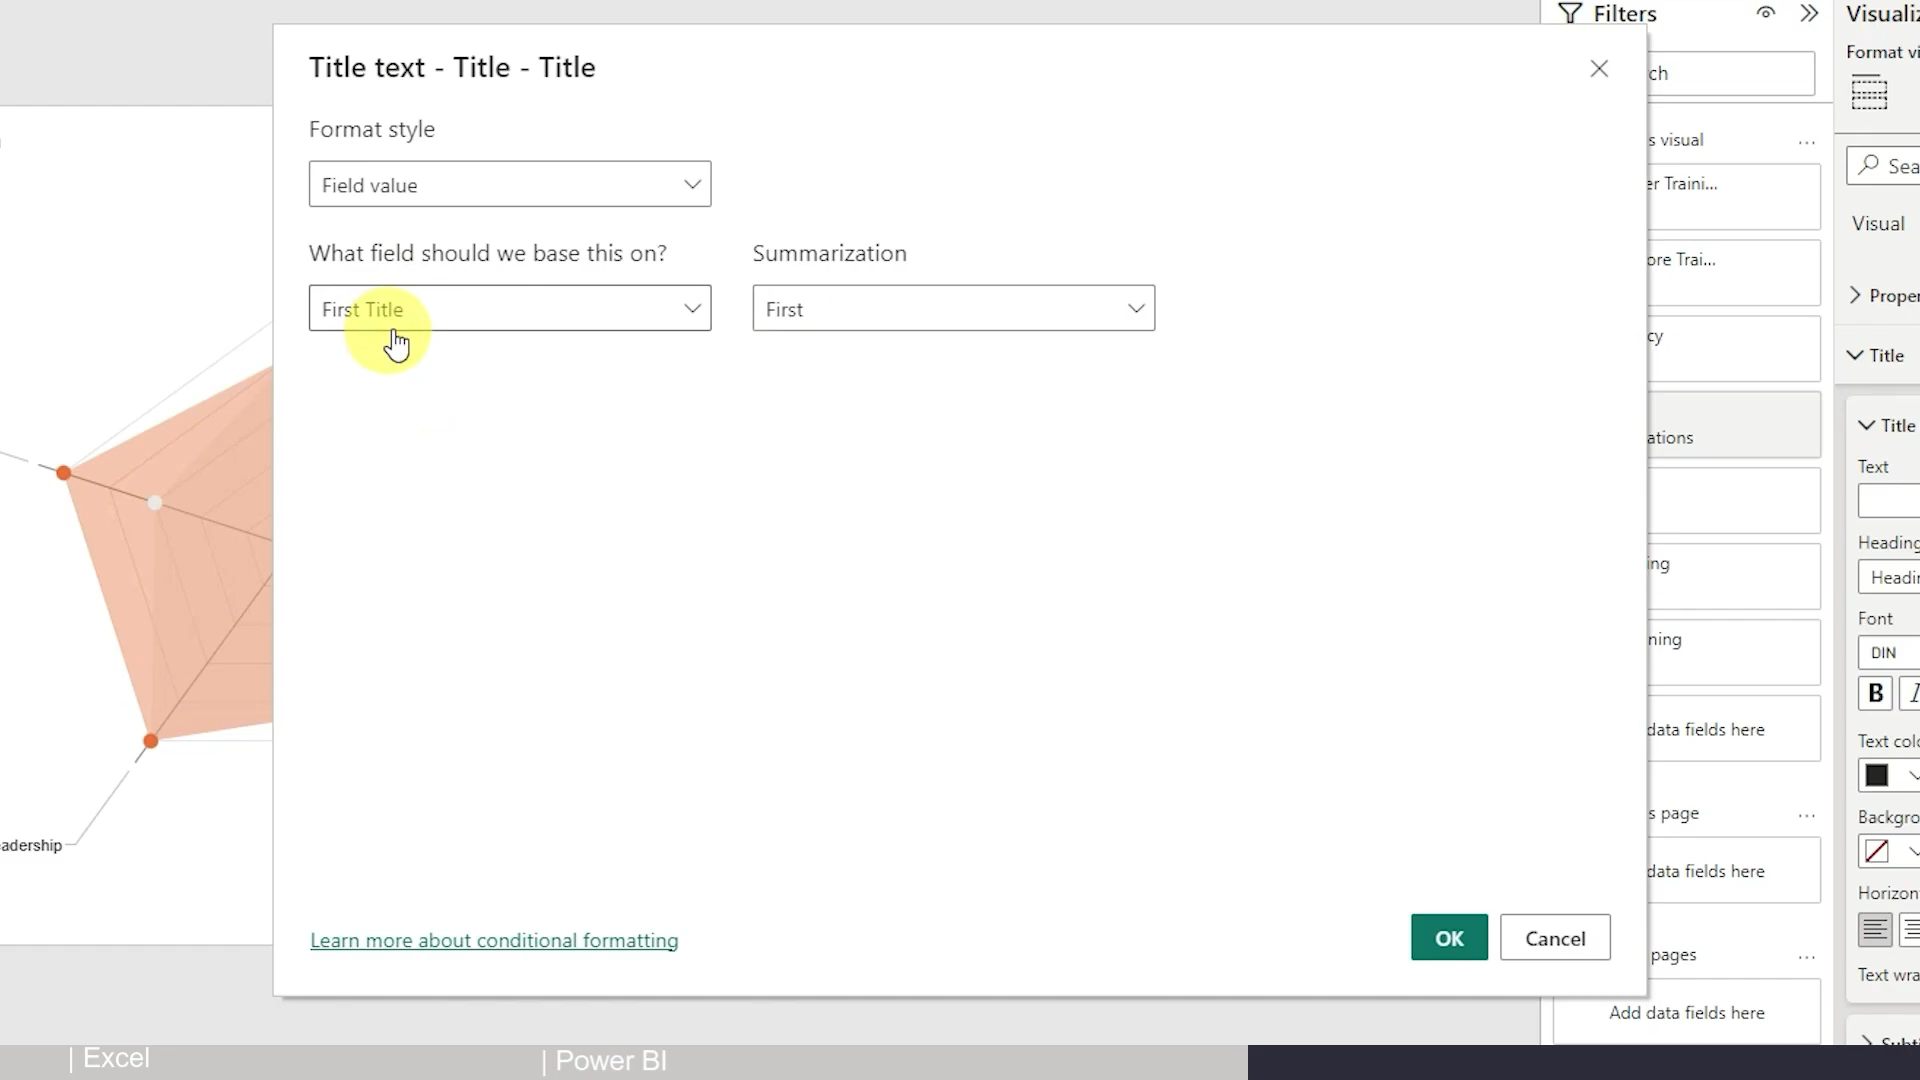 Title text - Title - Title
Format style
Field value
What field should we base this on?
Summarization
First Title
First
Learn more about conditional formatting
OK
Cancel
Filters
ch
s visual
...
er Traini...
ore Trai...
cy
ations
ing
ning
data fields here
s page
...
data fields here
pages
...
Add data fields here
Visualiz
Format vi
Sea
Visual
Proper
Title
Title
Text
Heading
Headin
Font
DIN
B I
Text colo
Backgro
Horizon
Text wra
Subti
eadership
| Excel
| Power BI